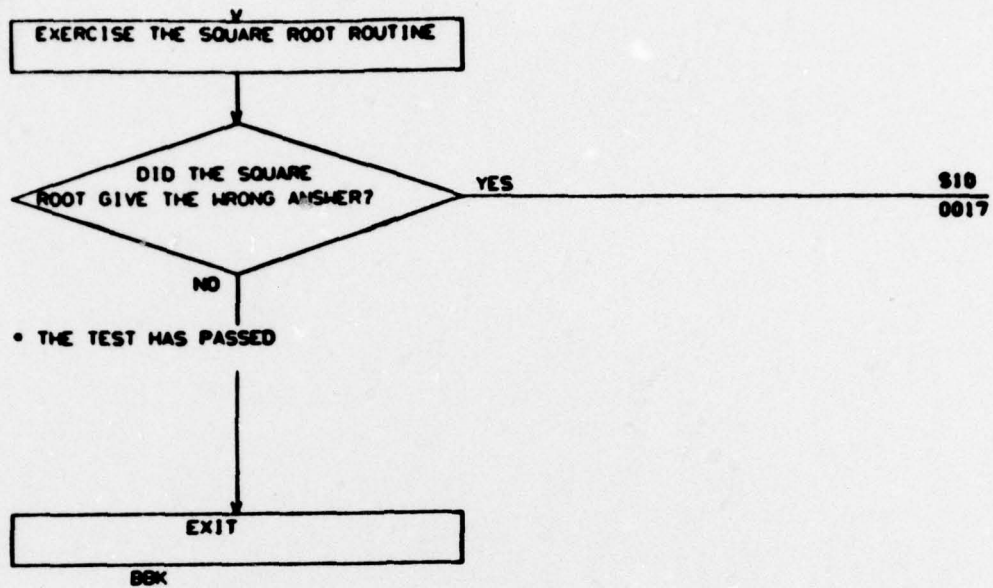 EXERCISE THE SQUARE ROOT ROUTINE
DID THE SQUARE
ROOT GIVE THE WRONG ANSWER?
YES
S10
0017
NO
• THE TEST HAS PASSED
EXIT
BBK